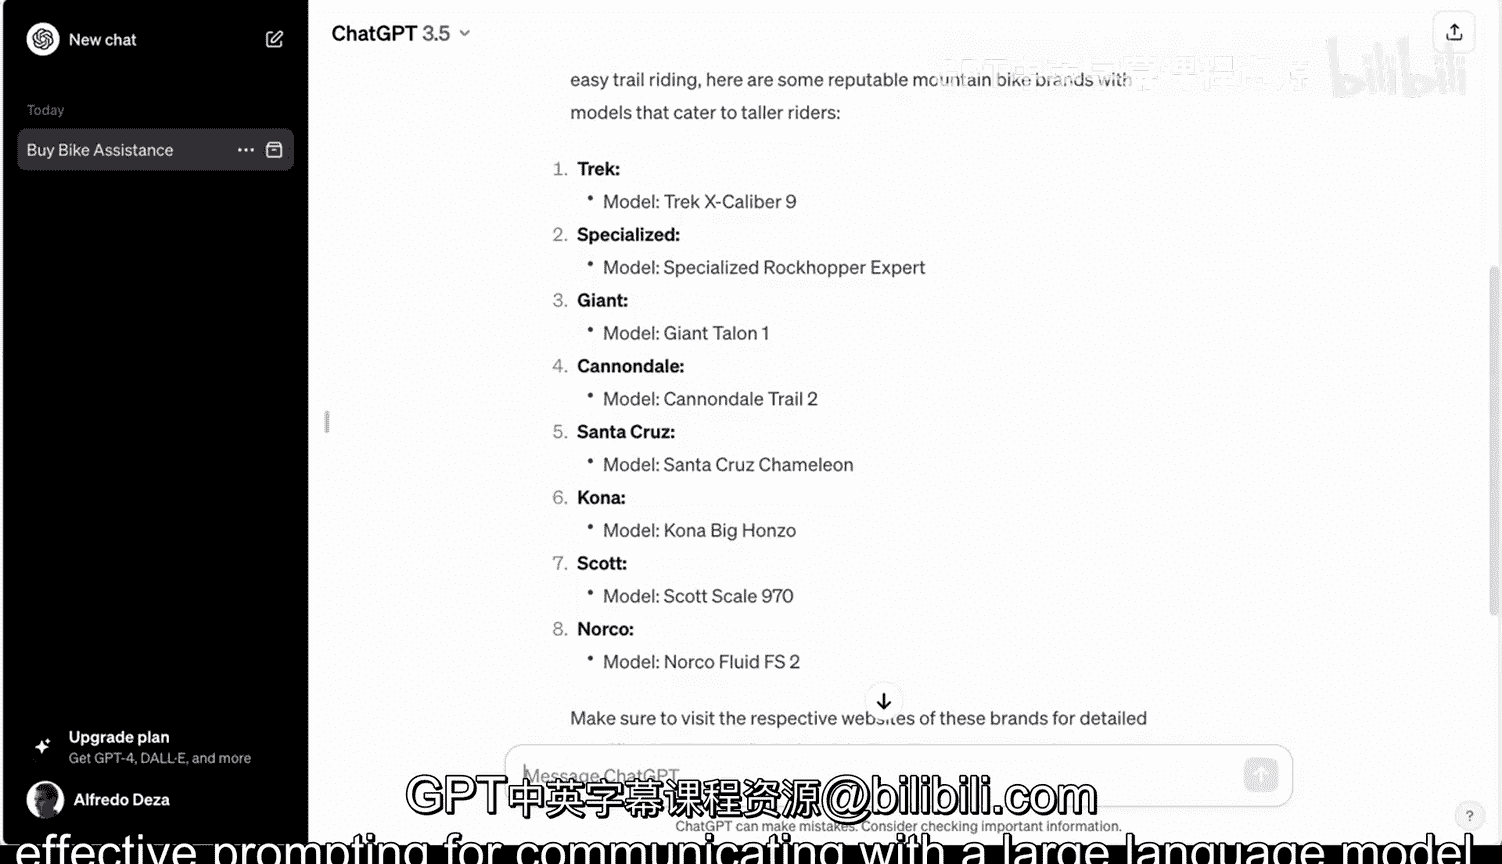 New chat
ChatGPT 3.5
bilibili
easy trail riding, here are some reputable mountain bike brands with
models that cater to taller riders:
Today
Buy Bike Assistance
1. Trek:
• Model: Trek X-Caliber 9
2. Specialized:
• Model: Specialized Rockhopper Expert
3. Giant:
• Model: Giant Talon 1
4. Cannondale:
• Model: Cannondale Trail 2
5. Santa Cruz:
• Model: Santa Cruz Chameleon
6. Kona:
• Model: Kona Big Honzo
7. Scott:
• Model: Scott Scale 970
8. Norco:
• Model: Norco Fluid FS 2
Make sure to visit the respective websites of these brands for detailed
Upgrade plan
Get GPT-4, DALL·E, and more
Alfredo Deza
Message ChatGPT
GPT中英字幕课程资源@bilibili.com
ChatGPT can make mistakes. Consider checking important information.
?
effective prompting for communicating with a large language model